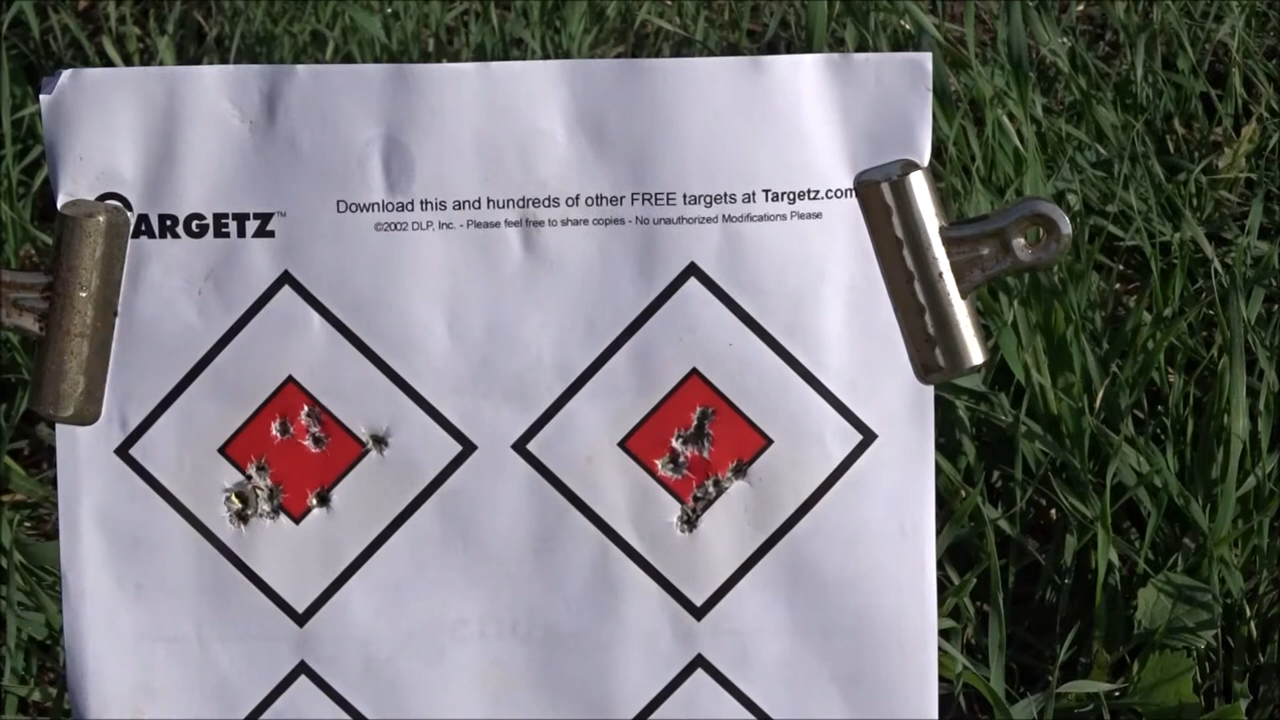 TARGETZ™
Download this and hundreds of other FREE targets at Targetz.com
©2002 DLP, Inc. - Please feel free to share copies - No unauthorized Modifications Please